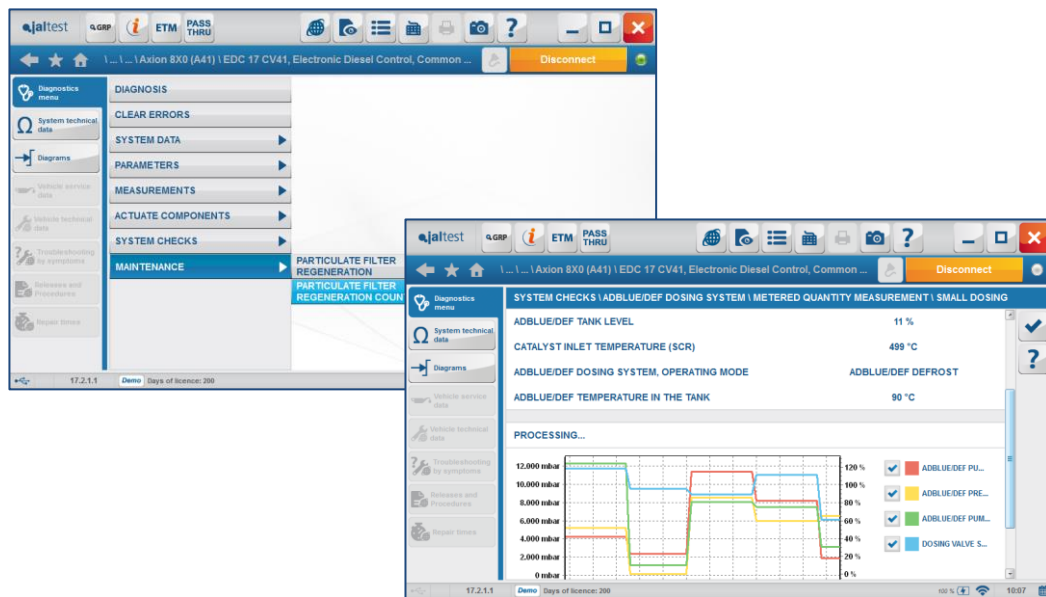 jaltest GRP i ETM PASS THRU ?
\ ... \ ... \ Axion 8X0 (A41) \ EDC 17 CV41, Electronic Diesel Control, Common ... Disconnect
Diagnostics menu
System technical data
Diagrams
Vehicle service data
Vehicle technical data
Troubleshooting by symptoms
Releases and Procedures
Repair times
DIAGNOSIS
CLEAR ERRORS
SYSTEM DATA
PARAMETERS
MEASUREMENTS
ACTUATE COMPONENTS
SYSTEM CHECKS
MAINTENANCE
PARTICULATE FILTER
REGENERATION
PARTICULATE FILTER
REGENERATION COUN
17.2.1.1 Demo Days of licence: 200
jaltest GRP i ETM PASS THRU ?
\ ... \ ... \ Axion 8X0 (A41) \ EDC 17 CV41, Electronic Diesel Control, Common ... Disconnect
Diagnostics menu
System technical data
Diagrams
Vehicle service data
Vehicle technical data
Troubleshooting by symptoms
Releases and Procedures
Repair times
SYSTEM CHECKS \ ADBLUE/DEF DOSING SYSTEM \ METERED QUANTITY MEASUREMENT \ SMALL DOSING
ADBLUE/DEF TANK LEVEL 11 %
CATALYST INLET TEMPERATURE (SCR) 499 °C
ADBLUE/DEF DOSING SYSTEM, OPERATING MODE ADBLUE/DEF DEFROST
ADBLUE/DEF TEMPERATURE IN THE TANK 90 °C
?
PROCESSING...
12.000 mbar 120 %
10.000 mbar 100 %
8.000 mbar 80 %
6.000 mbar 60 %
4.000 mbar 40 %
2.000 mbar 20 %
0 mbar 0 %
ADBLUE/DEF PU...
ADBLUE/DEF PRE...
ADBLUE/DEF PUM...
DOSING VALVE S...
17.2.1.1 Demo Days of licence: 200 100 % 10:07